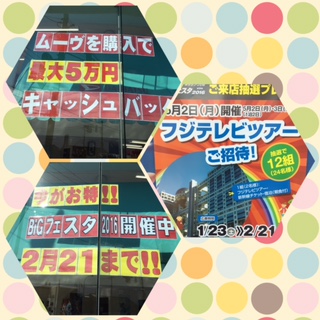 ムーヴを購入で
最大5万円
キャッシュバック
ご来店抽選プレ
5月2日(月)開催
フジテレビツアー
ご招待!
抽選で
12組
(24名様)
1/23㊏≫2/21
今がお特!!
BIGフェスタ2016開催中
2月21まで!!